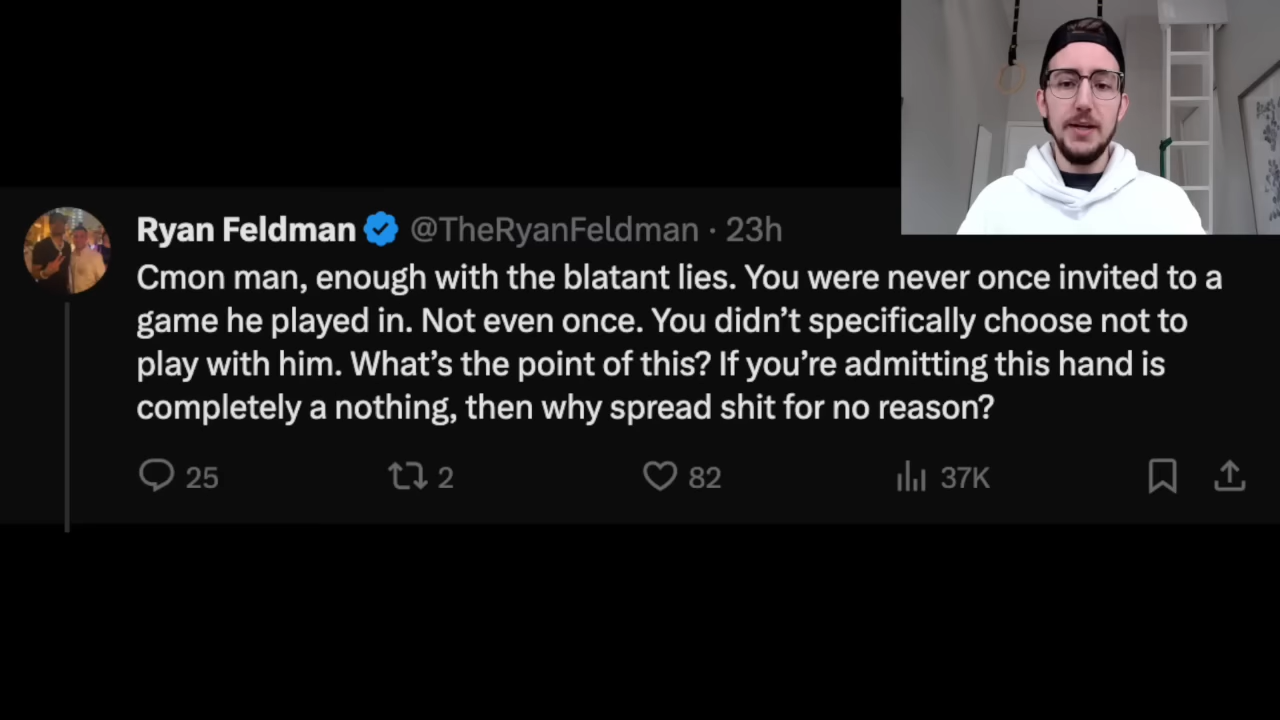 Ryan Feldman @TheRyanFeldman · 23h
Cmon man, enough with the blatant lies. You were never once invited to a
game he played in. Not even once. You didn’t specifically choose not to
play with him. What’s the point of this? If you’re admitting this hand is
completely a nothing, then why spread shit for no reason?
25 2 82 37K